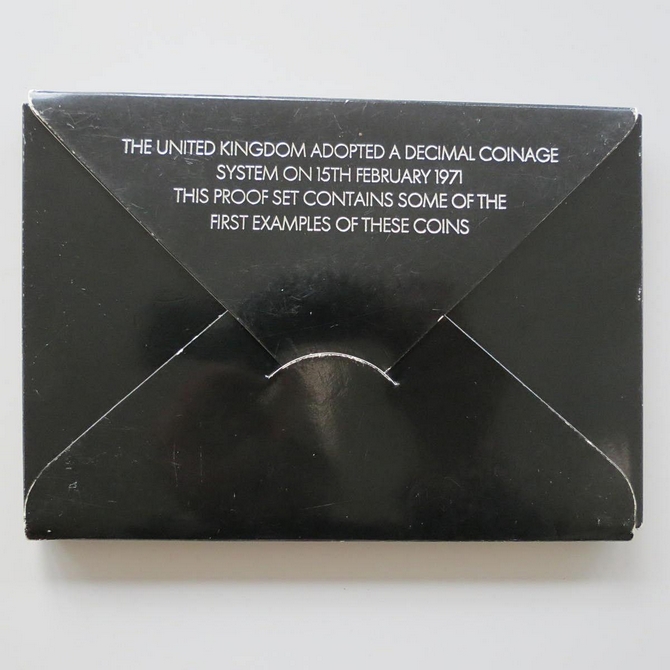 THE UNITED KINGDOM ADOPTED A DECIMAL COINAGE
SYSTEM ON 15TH FEBRUARY 1971
THIS PROOF SET CONTAINS SOME OF THE
FIRST EXAMPLES OF THESE COINS